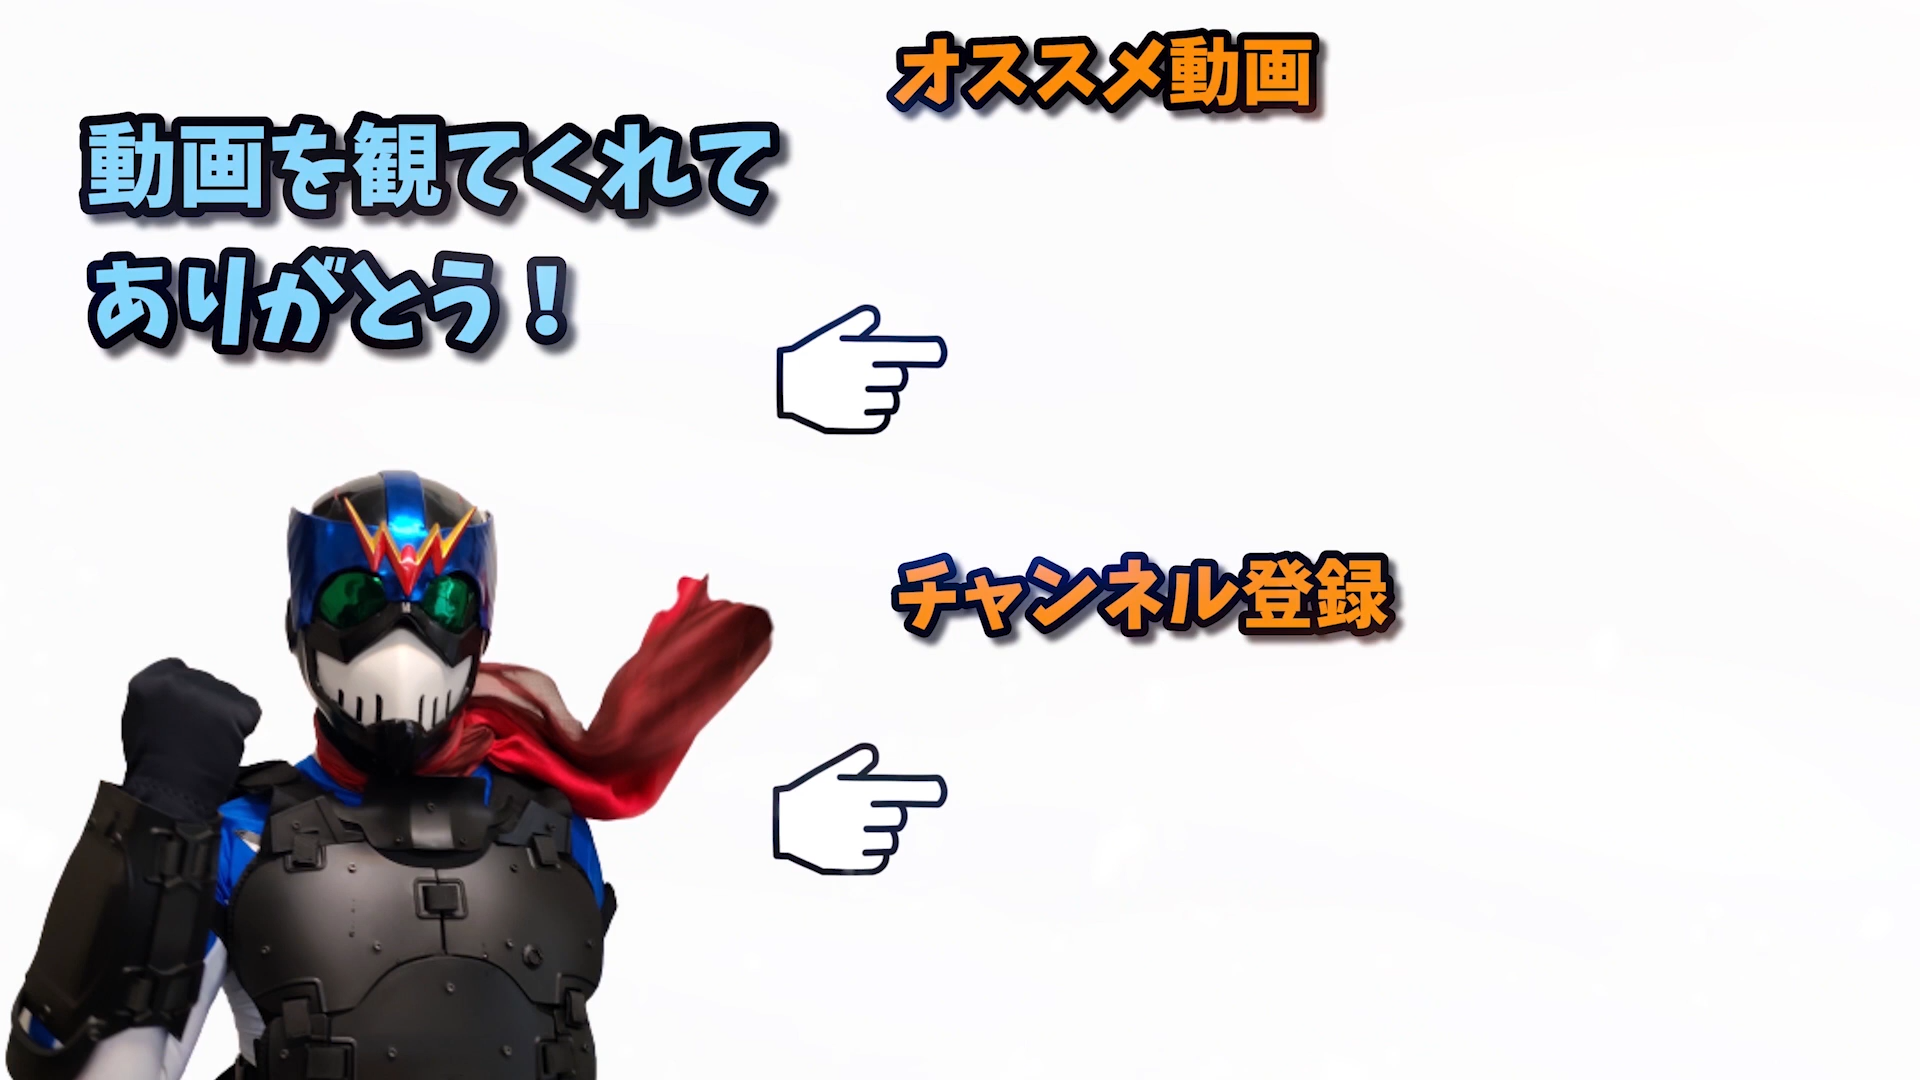 動画を観てくれて
ありがとう！
オススメ動画
チャンネル登録